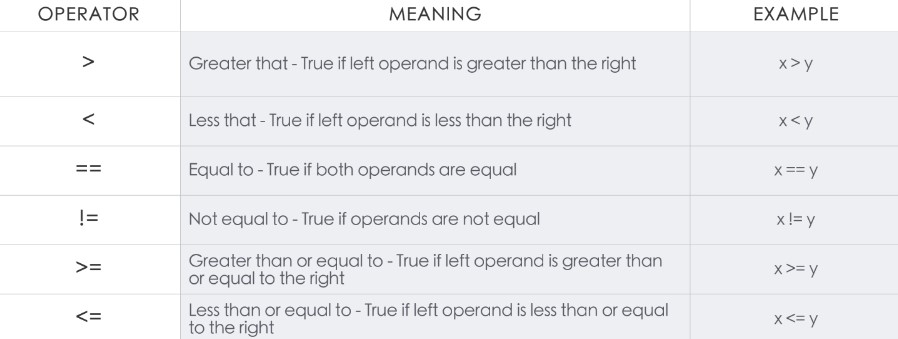 OPERATOR MEANING EXAMPLE
> Greater that - True if left operand is greater than the right x > y
< Less that - True if left operand is less than the right x < y
== Equal to - True if both operands are equal x == y
!= Not equal to - True if operands are not equal x != y
>= Greater than or equal to - True if left operand is greater than
or equal to the right x >= y
<= Less than or equal to - True if left operand is less than or equal
to the right x <= y